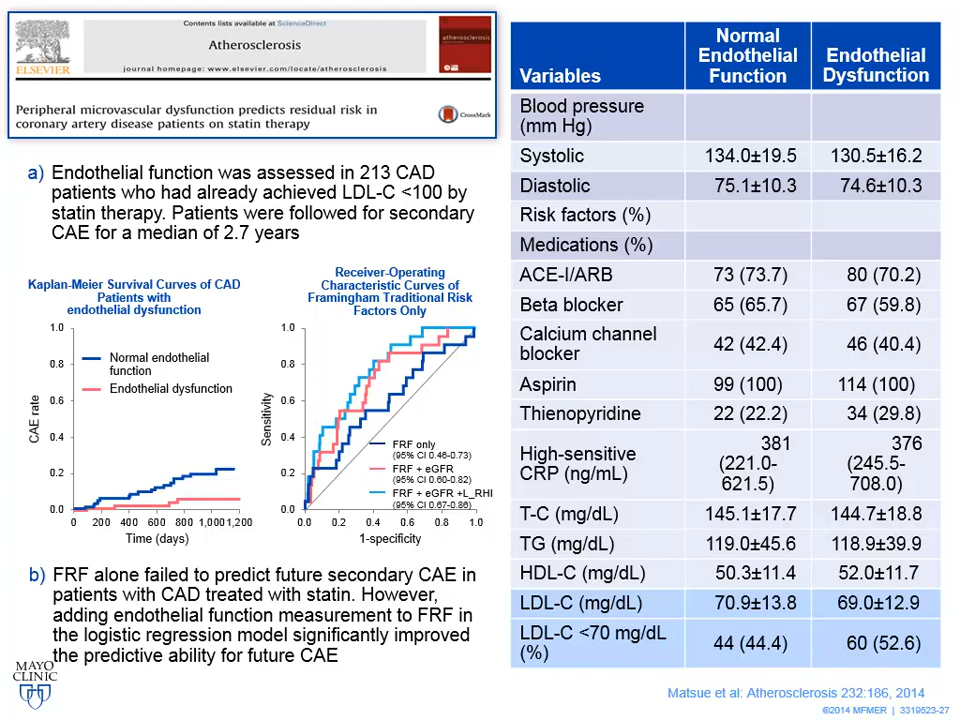 Contents lists available at ScienceDirect
Atherosclerosis
journal homepage: www.elsevier.com/locate/atherosclerosis
ELSEVIER
atherosclerosis
Peripheral microvascular dysfunction predicts residual risk in
coronary artery disease patients on statin therapy
CrossMark
a) Endothelial function was assessed in 213 CAD
patients who had already achieved LDL-C <100 by
statin therapy. Patients were followed for secondary
CAE for a median of 2.7 years
Kaplan-Meier Survival Curves of CAD
Patients with
endothelial dysfunction
1.0
0.8
0.6
0.4
0.2
0.0
CAE rate
Normal endothelial
function
Endothelial dysfunction
0 200 400 600 800 1,000 1,200
Time (days)
Receiver-Operating
Characteristic Curves of
Framingham Traditional Risk
Factors Only
1.0
0.8
0.6
0.4
0.2
0.0
Sensitivity
FRF only
(95% CI 0.46-0.73)
FRF + eGFR
(95% CI 0.60-0.82)
FRF + eGFR +L_RHI
(95% CI 0.67-0.86)
0.0 0.2 0.4 0.6 0.8 1.0
1-specificity
b) FRF alone failed to predict future secondary CAE in
patients with CAD treated with statin. However,
adding endothelial function measurement to FRF in
the logistic regression model significantly improved
the predictive ability for future CAE
MAYO
CLINIC
Variables Normal Endothelial Function Endothelial Dysfunction
Blood pressure
(mm Hg)
Systolic 134.0±19.5 130.5±16.2
Diastolic 75.1±10.3 74.6±10.3
Risk factors (%)
Medications (%)
ACE-I/ARB 73 (73.7) 80 (70.2)
Beta blocker 65 (65.7) 67 (59.8)
Calcium channel
blocker 42 (42.4) 46 (40.4)
Aspirin 99 (100) 114 (100)
Thienopyridine 22 (22.2) 34 (29.8)
High-sensitive
CRP (ng/mL) 381 (221.0-621.5) 376 (245.5-708.0)
T-C (mg/dL) 145.1±17.7 144.7±18.8
TG (mg/dL) 119.0±45.6 118.9±39.9
HDL-C (mg/dL) 50.3±11.4 52.0±11.7
LDL-C (mg/dL) 70.9±13.8 69.0±12.9
LDL-C <70 mg/dL
(%) 44 (44.4) 60 (52.6)
Matsue et al: Atherosclerosis 232:186, 2014
©2014 MFMER | 3319523-27